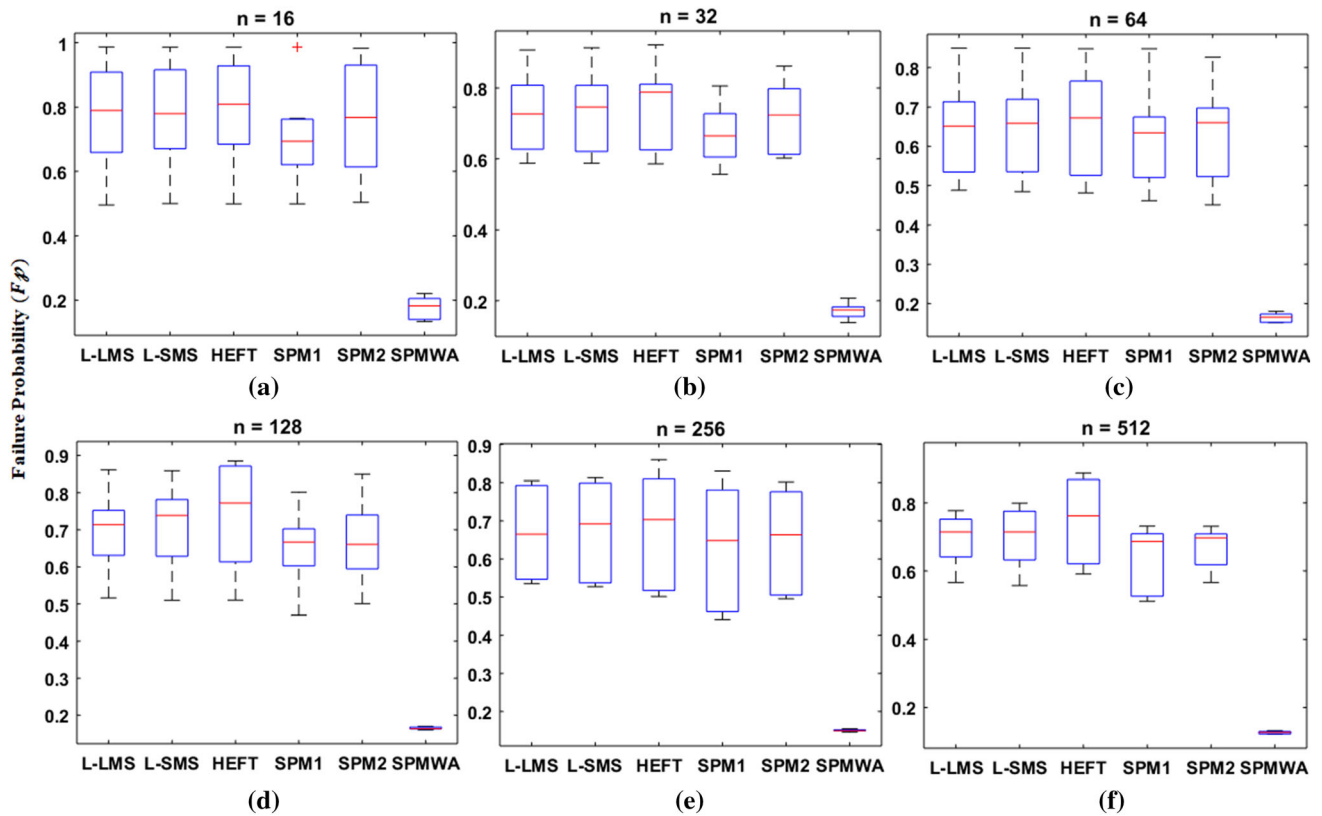 n = 16
n = 32
n = 64
1
0.8
0.6
0.4
0.2
0.8
0.6
0.4
0.2
0.8
0.7
0.6
0.5
0.4
0.3
0.2
L-LMS L-SMS HEFT SPM1 SPM2 SPMWA
L-LMS L-SMS HEFT SPM1 SPM2 SPMWA
L-LMS L-SMS HEFT SPM1 SPM2 SPMWA
(a)
(b)
(c)
Failure Probability (F℘)
n = 128
n = 256
n = 512
0.9
0.8
0.7
0.6
0.5
0.4
0.3
0.2
0.9
0.8
0.7
0.6
0.5
0.4
0.3
0.2
0.8
0.6
0.4
0.2
L-LMS L-SMS HEFT SPM1 SPM2 SPMWA
L-LMS L-SMS HEFT SPM1 SPM2 SPMWA
L-LMS L-SMS HEFT SPM1 SPM2 SPMWA
(d)
(e)
(f)